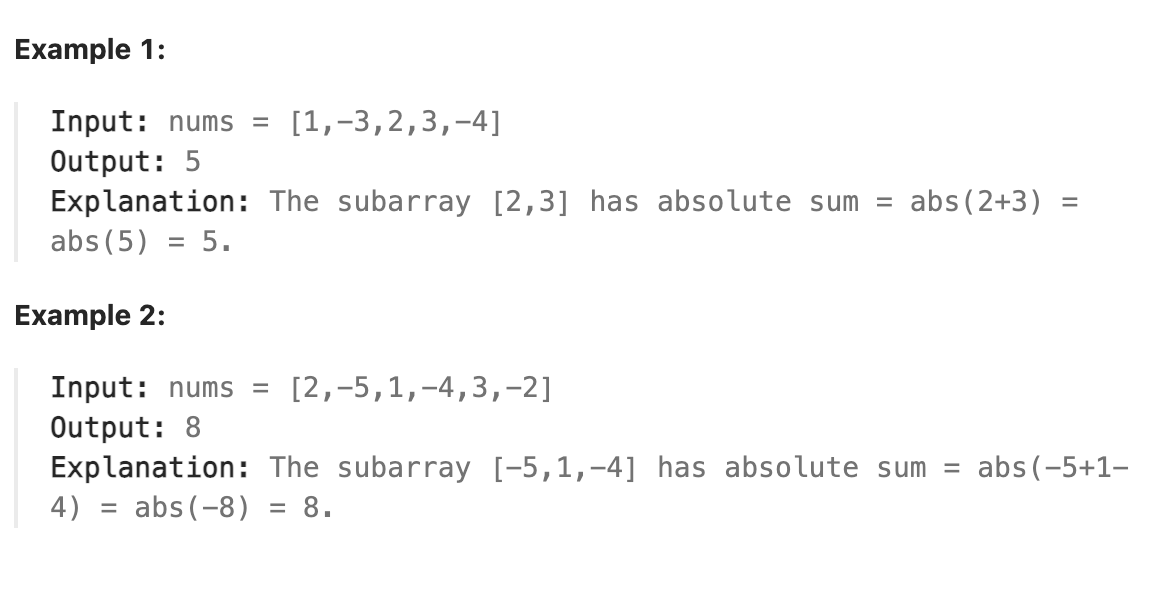 Example 1:
Input: nums = [1,-3,2,3,-4]
Output: 5
Explanation: The subarray [2,3] has absolute sum = abs(2+3) =
abs(5) = 5.
Example 2:
Input: nums = [2,-5,1,-4,3,-2]
Output: 8
Explanation: The subarray [-5,1,-4] has absolute sum = abs(-5+1-
4) = abs(-8) = 8.